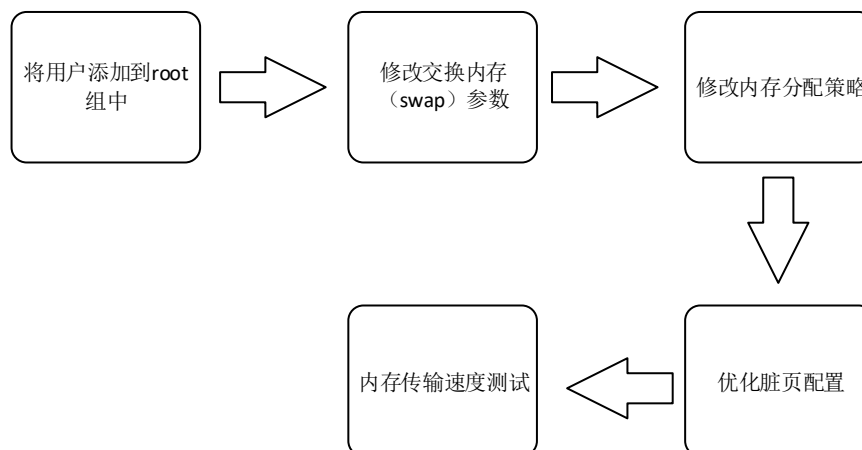 将用户添加到root
组中
修改交换内存
（swap）参数
修改内存分配策略
优化脏页配置
内存传输速度测试